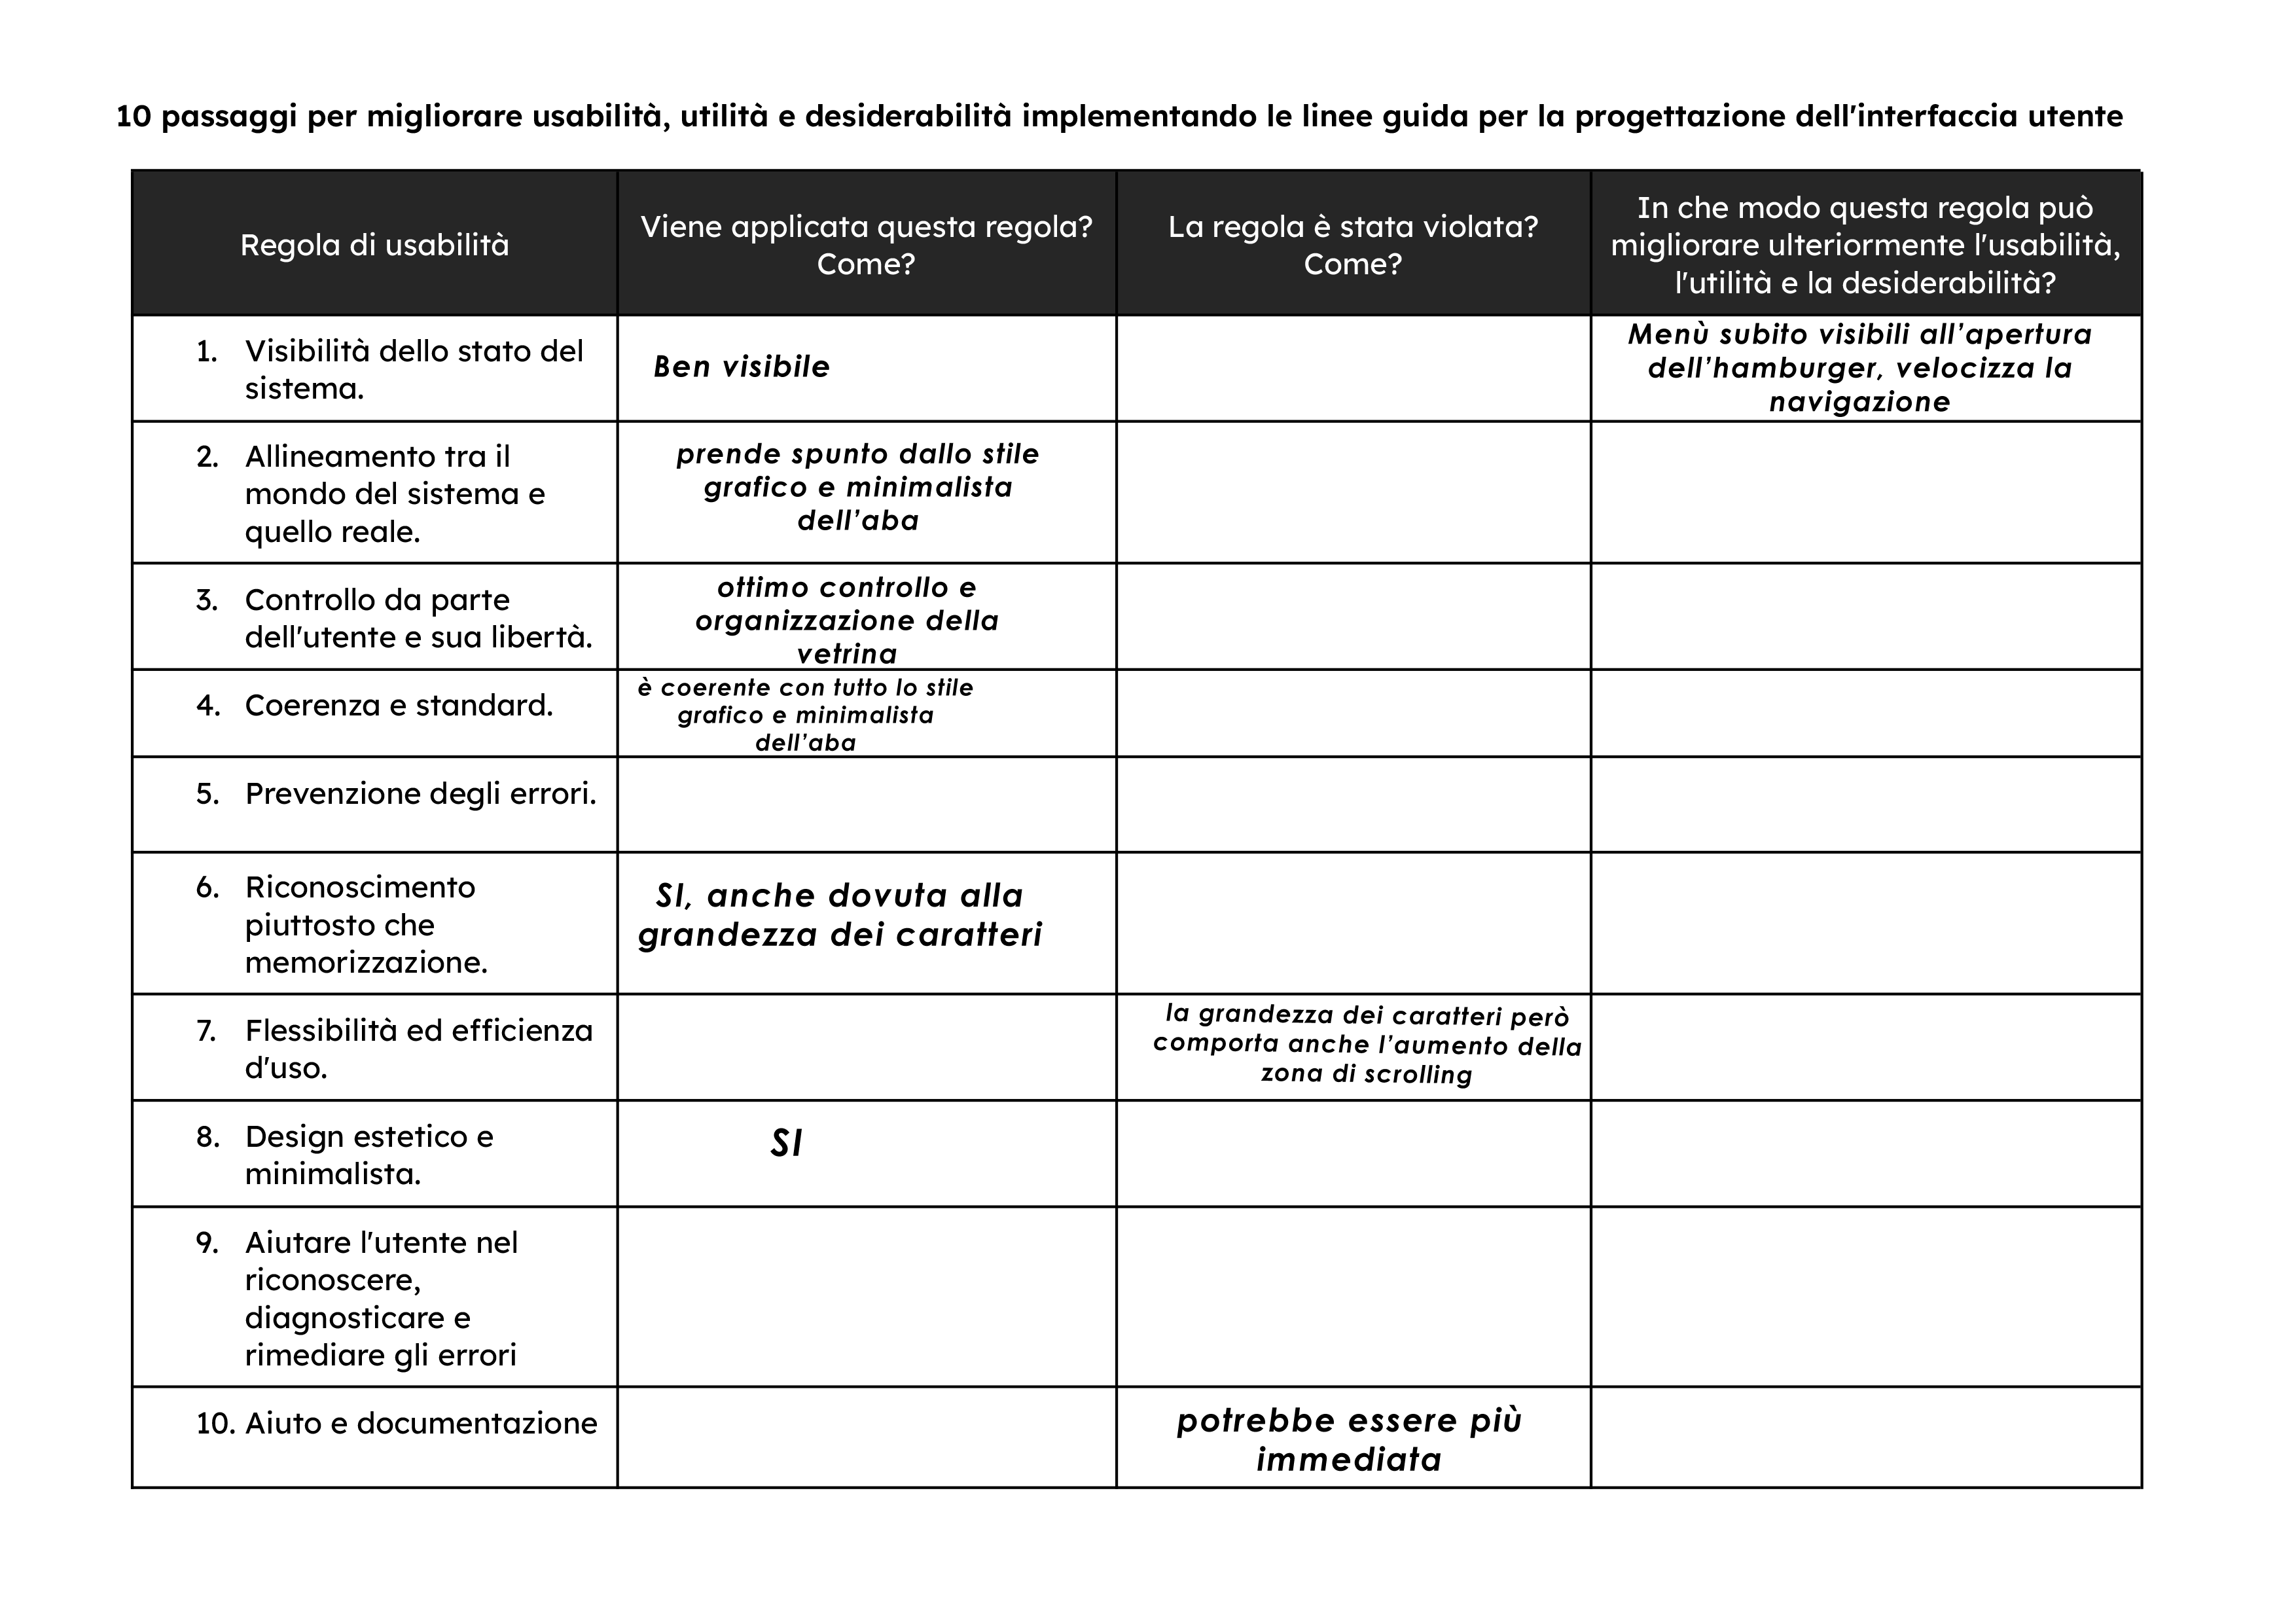 10 passaggi per migliorare usabilità, utilità e desiderabilità implementando le linee guida per la progettazione dell'interfaccia utente
Regola di usabilità
Viene applicata questa regola?
Come?
La regola è stata violata?
Come?
In che modo questa regola può
migliorare ulteriormente l'usabilità,
l'utilità e la desiderabilità?
1. Visibilità dello stato del
sistema.
Ben visibile
Menù subito visibili all’apertura
dell’hamburger, velocizza la
navigazione
2. Allineamento tra il
mondo del sistema e
quello reale.
prende spunto dallo stile
grafico e minimalista
dell’aba
3. Controllo da parte
dell'utente e sua libertà.
ottimo controllo e
organizzazione della
vetrina
4. Coerenza e standard.
è coerente con tutto lo stile
grafico e minimalista
dell’aba
5. Prevenzione degli errori.
6. Riconoscimento
piuttosto che
memorizzazione.
SI, anche dovuta alla
grandezza dei caratteri
7. Flessibilità ed efficienza
d'uso.
la grandezza dei caratteri però
comporta anche l’aumento della
zona di scrolling
8. Design estetico e
minimalista.
SI
9. Aiutare l'utente nel
riconoscere,
diagnosticare e
rimediare gli errori
10. Aiuto e documentazione
potrebbe essere più
immediata